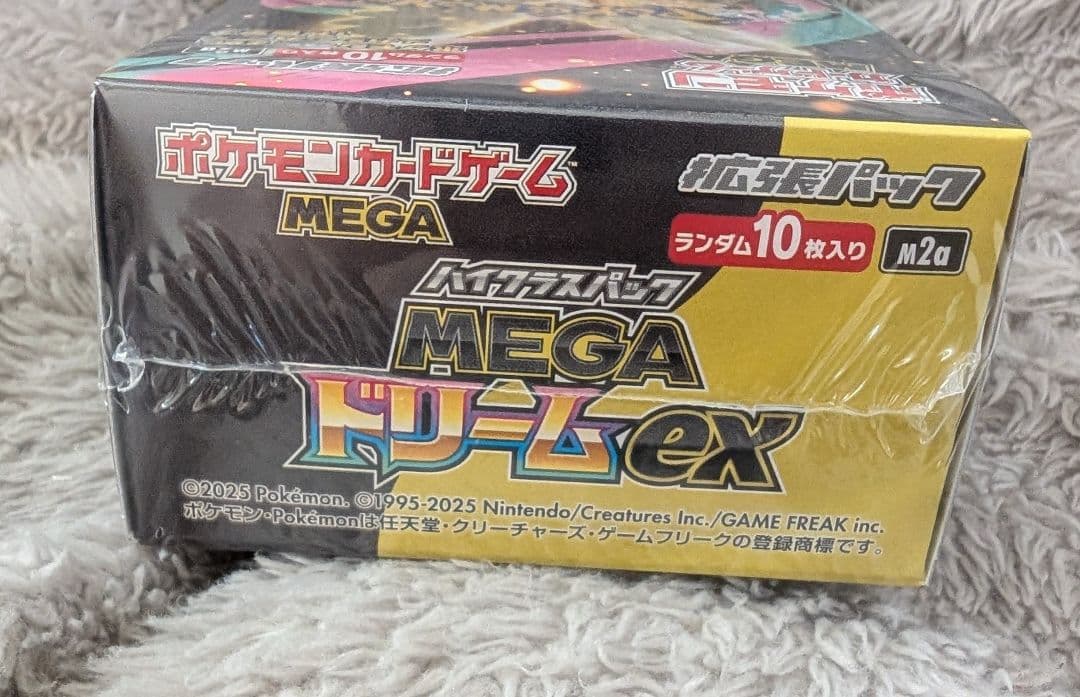 ポケモンカードゲーム
MEGA
拡張パック
ランダム10枚入り M2a
ハイクラスパック
MEGA
ドリームex
©2025 Pokémon. ©1995-2025 Nintendo/Creatures Inc./GAME FREAK inc.
ポケモン・Pokémonは任天堂・クリーチャーズ・ゲームフリークの登録商標です。